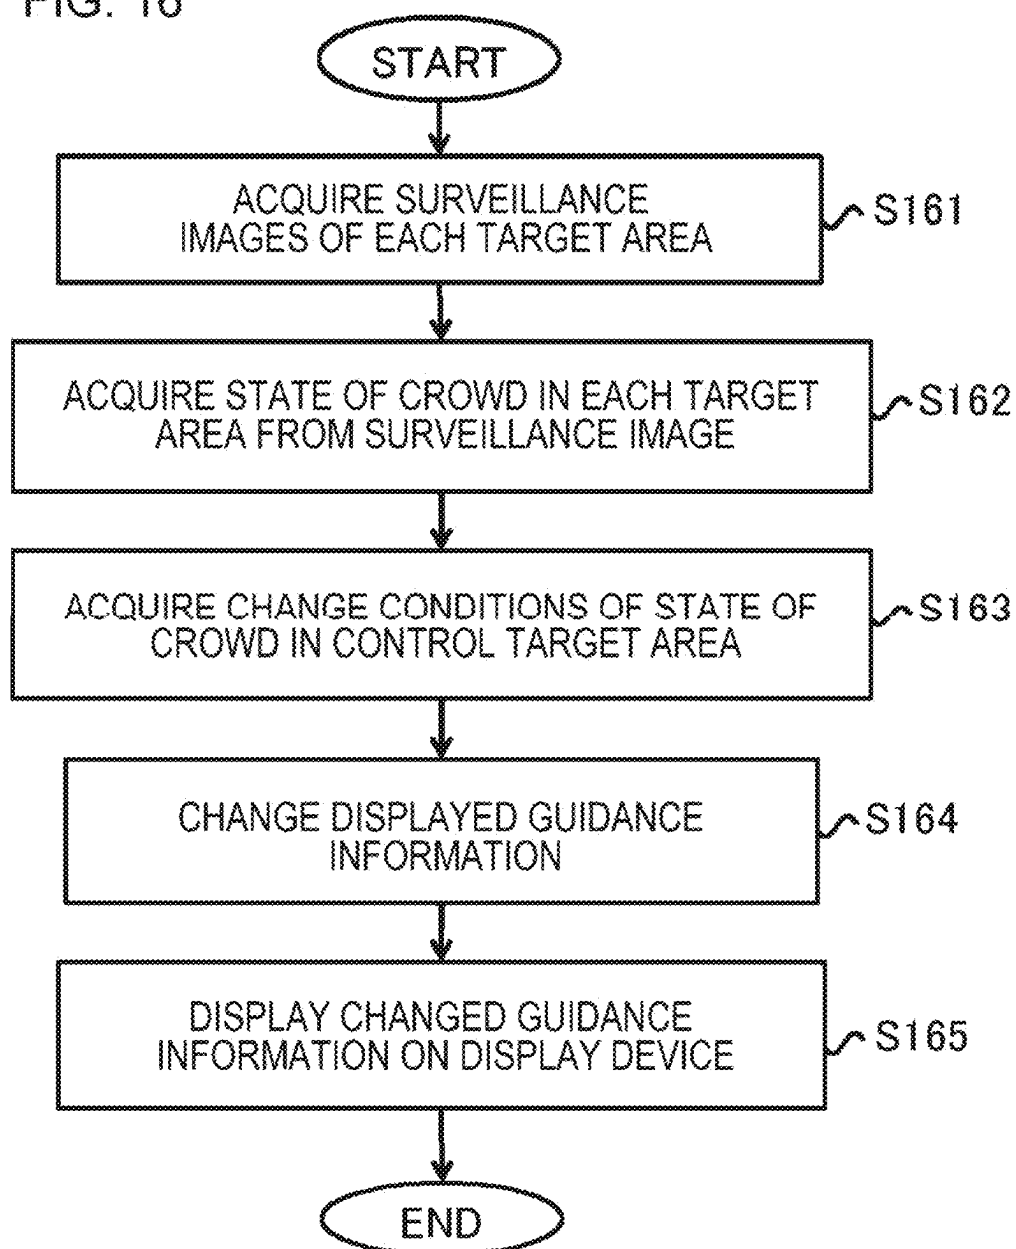 FIG. 16
START
ACQUIRE SURVEILLANCE
IMAGES OF EACH TARGET AREA
S161
ACQUIRE STATE OF CROWD IN EACH TARGET
AREA FROM SURVEILLANCE IMAGE
S162
ACQUIRE CHANGE CONDITIONS OF STATE OF
CROWD IN CONTROL TARGET AREA
S163
CHANGE DISPLAYED GUIDANCE
INFORMATION
S164
DISPLAY CHANGED GUIDANCE
INFORMATION ON DISPLAY DEVICE
S165
END